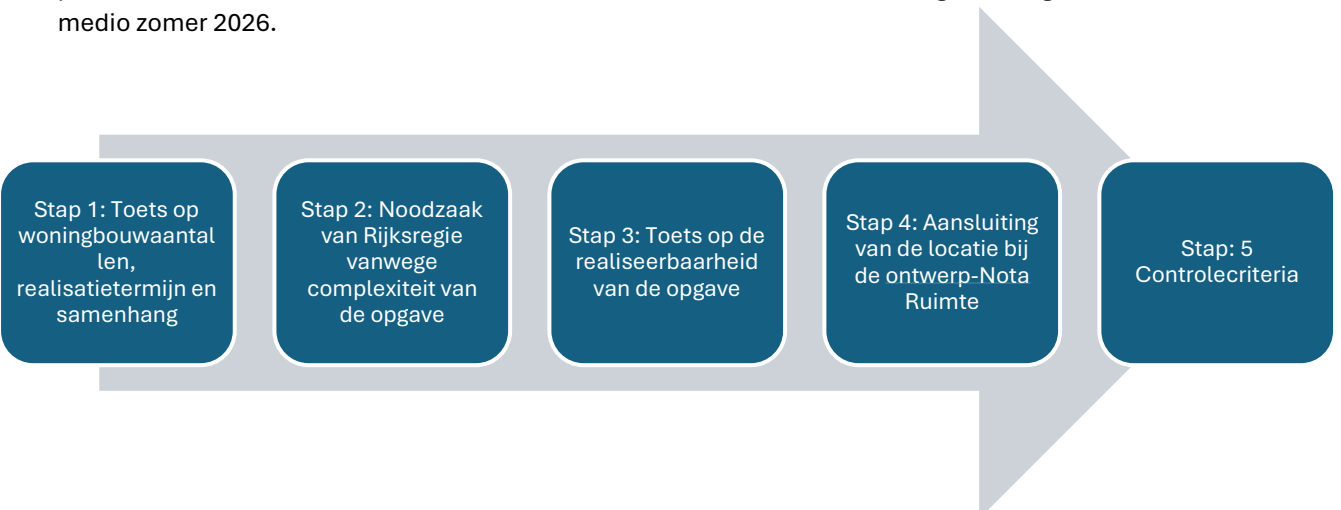 medio zomer 2026.
Stap 1: Toets op
woningbouwaantal
len,
realisatietermijn en
samenhang
Stap 2: Noodzaak
van Rijksregie
vanwege
complexiteit van
de opgave
Stap 3: Toets op de
realiseerbaarheid
van de opgave
Stap 4: Aansluiting
van de locatie bij
de ontwerp-Nota
Ruimte
Stap: 5
Controlecriteria